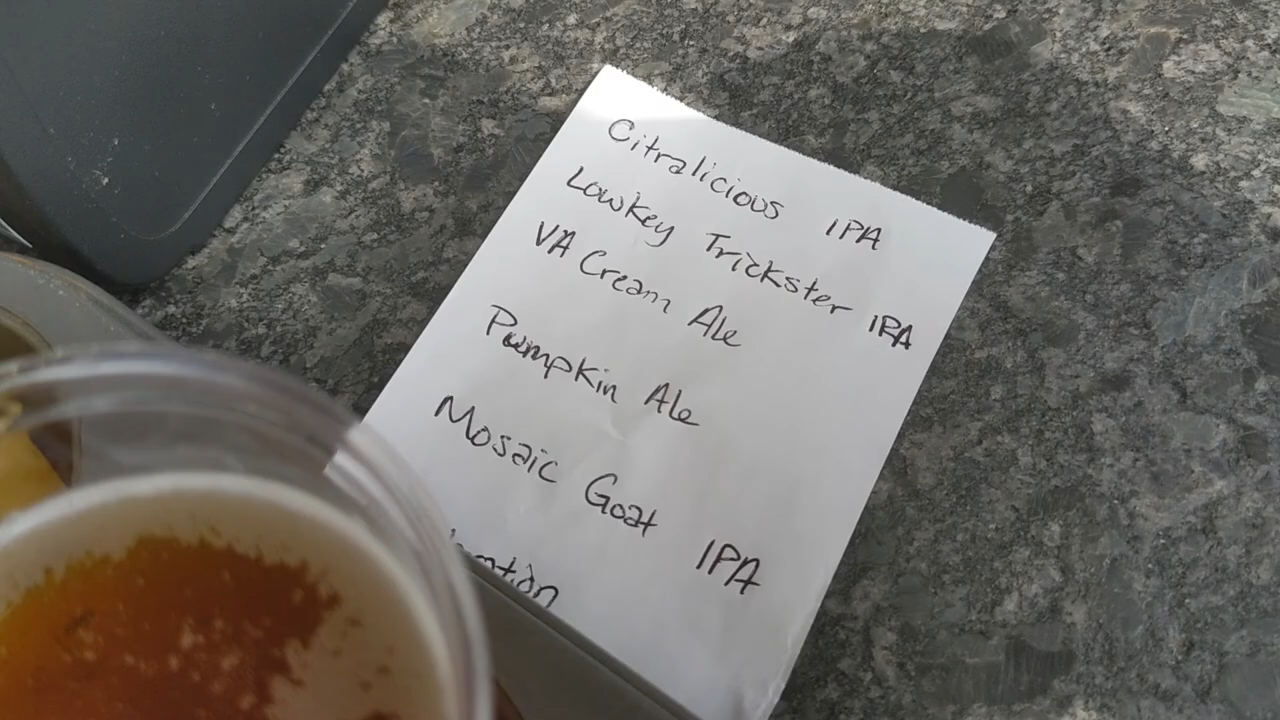 Citralicious IPA
Lowkey Trickster IPA
VA Cream Ale
Pumpkin Ale
Mosaic Goat IPA